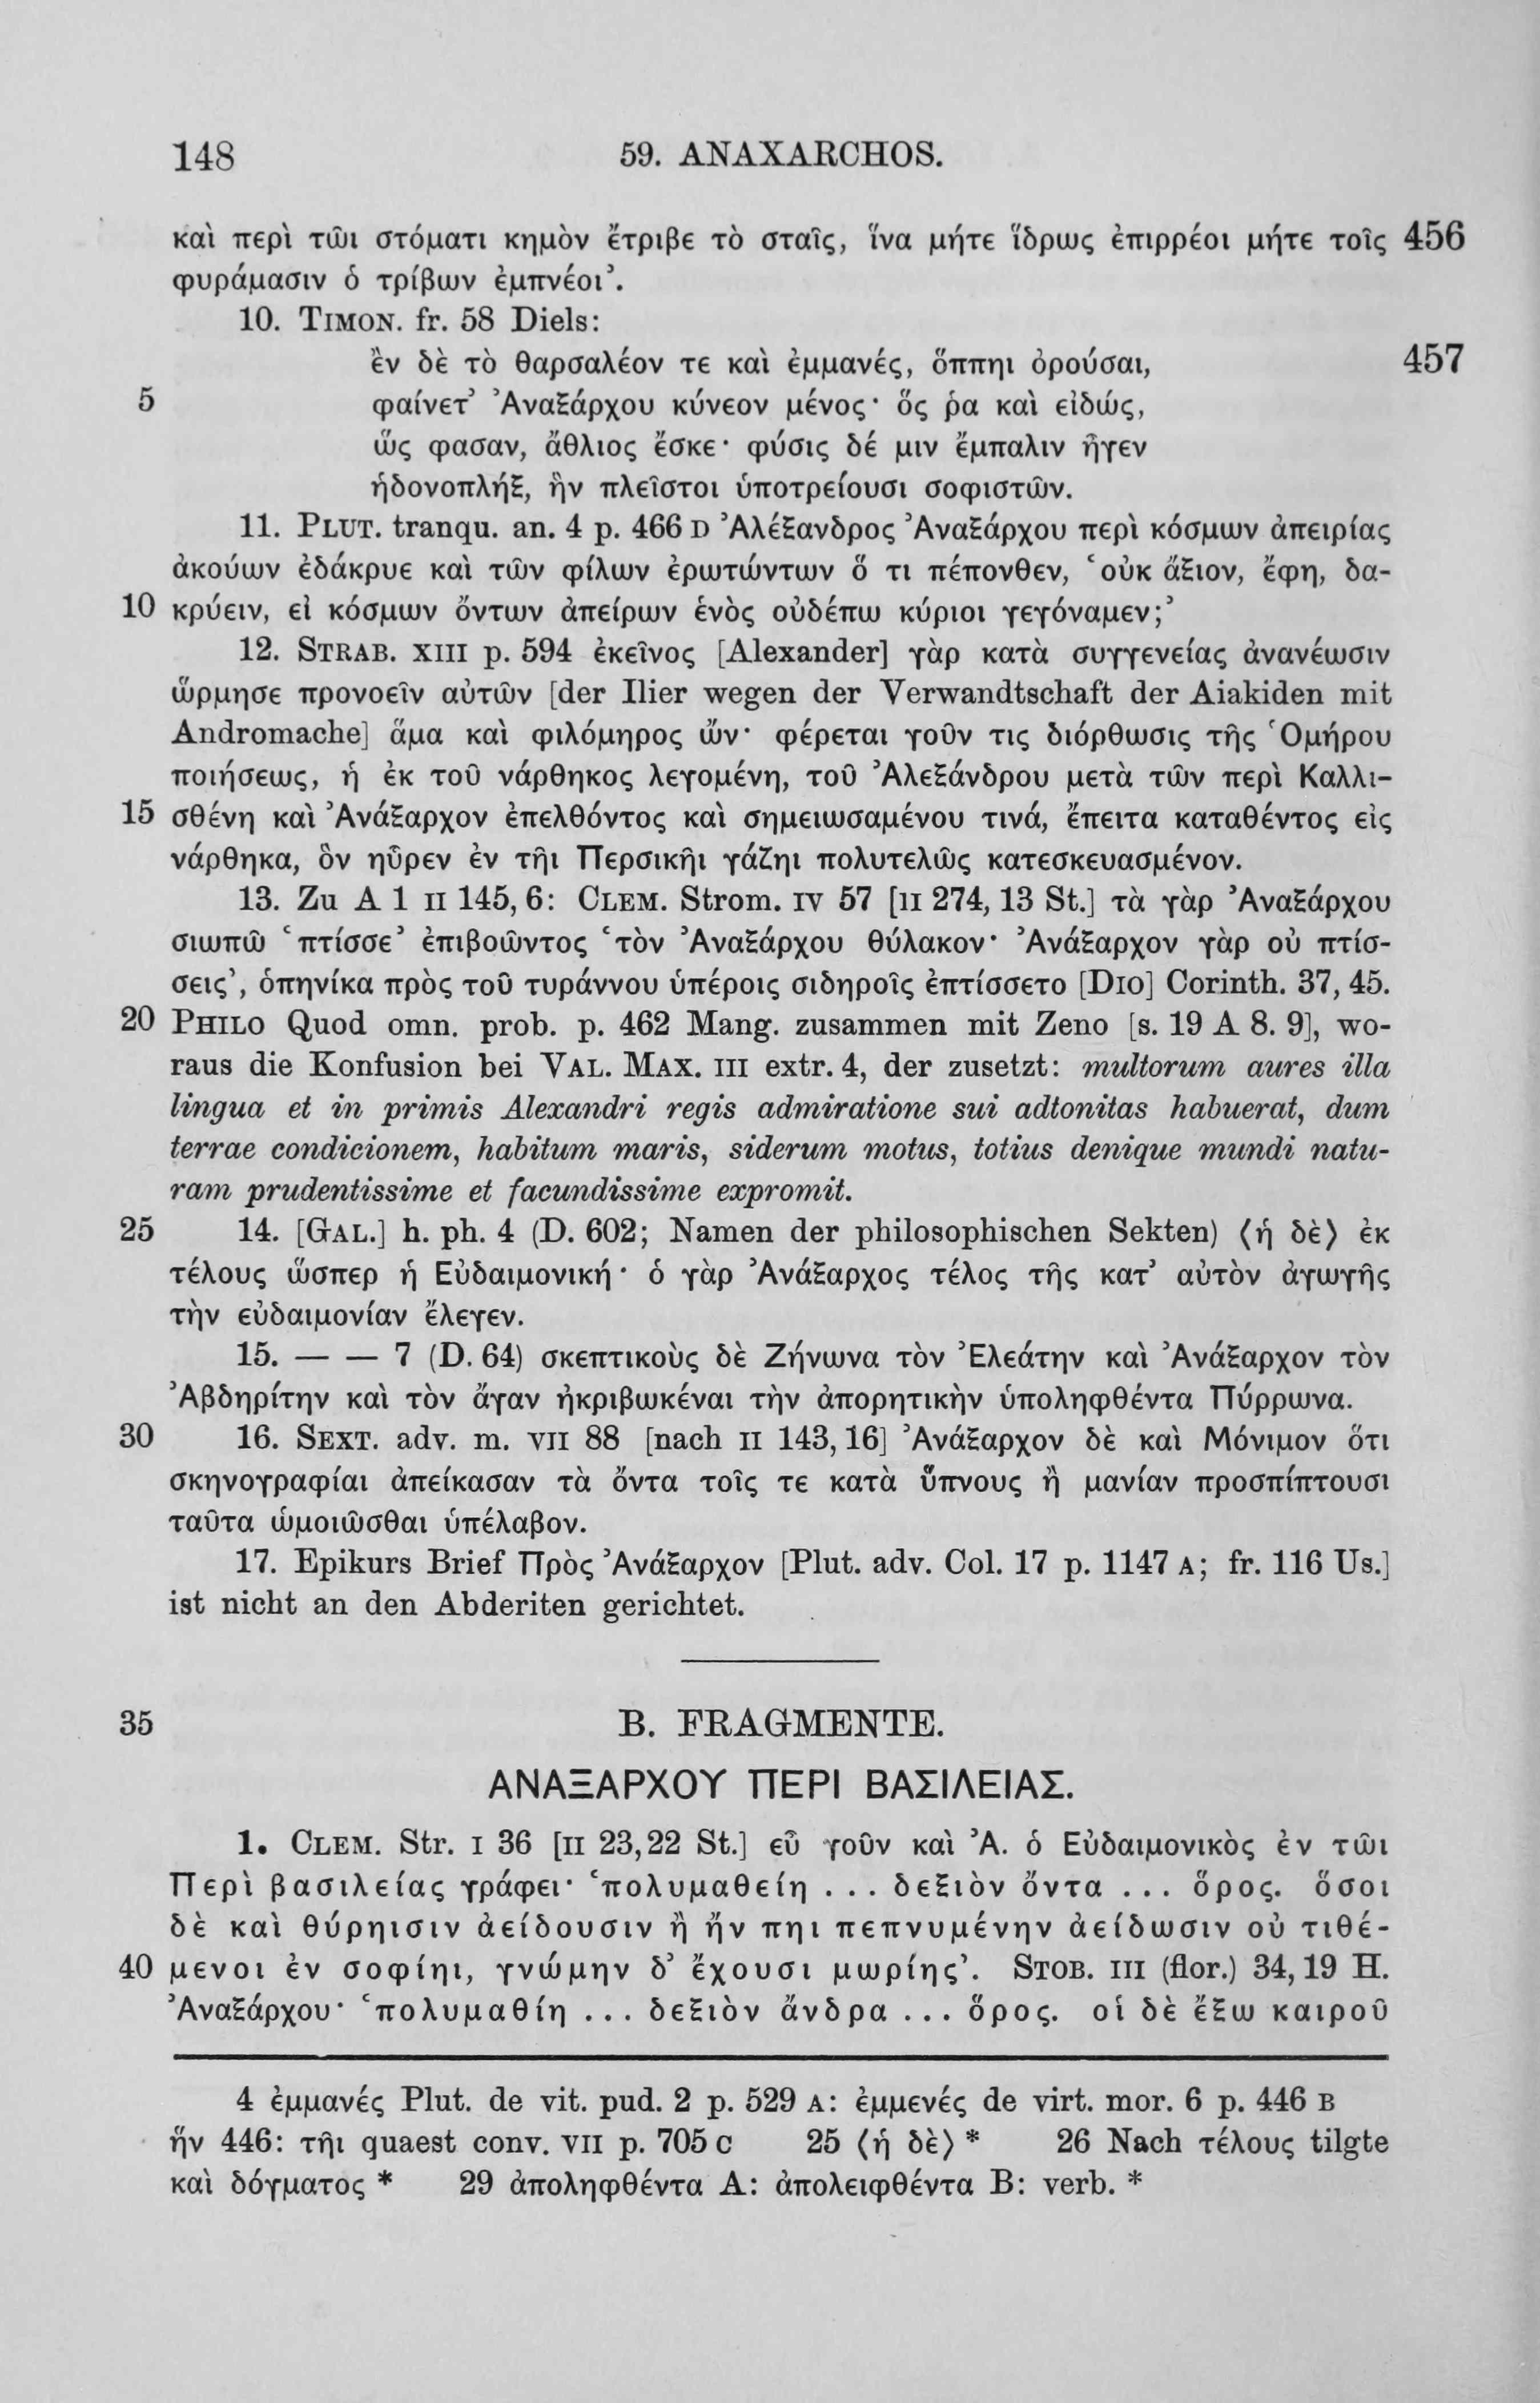 148 59. ANAXARCHOS.
καὶ περὶ τῶι στόματι κημὸν ἔτριβε τὸ σταῖς, ἵνα μήτε ἵδρως ἐπιρρέοι μήτε τοῖς 456
φυράμασιν ὁ τρίβων ἐμπνέοι’.
10. TIMON. fr. 58 Diels:
ἓν δὲ τὸ θαρσαλέον τε καὶ ἐμμανές, ὅππηι ὀρούσαι, 457
5 φαίνετ’ Ἀναξάρχου κύνεον μένος· ὅς ῥα καὶ εἰδώς,
ὥς φασαν, ἄθλιος ἔσκε· φύσις δέ μιν ἔμπαλιν ἦγεν
ἡδονοπλήξ, ἣν πλεῖστοι ὑποτρείουσι σοφιστῶν.
11. PLUT. tranqu. an. 4 p. 466 D Ἀλέξανδρος Ἀναξάρχου περὶ κόσμων ἀπειρίας
ἀκούων ἐδάκρυε καὶ τῶν φίλων ἐρωτώντων ὅ τι πέπονθεν, ‘οὐκ ἄξιον, ἔφη, δα-
10 κρύειν, εἰ κόσμων ὄντων ἀπείρων ἑνὸς οὐδέπω κύριοι γεγόναμεν;’
12. STRAB. XIII p. 594 ἐκεῖνος [Alexander] γὰρ κατὰ συγγενείας ἀνανέωσιν
ὥρμησε προνοεῖν αὐτῶν [der Ilier wegen der Verwandtschaft der Aiakiden mit
Andromache] ἅμα καὶ φιλόμηρος ὤν· φέρεται γοῦν τις διόρθωσις τῆς Ὁμήρου
ποιήσεως, ἡ ἐκ τοῦ νάρθηκος λεγομένη, τοῦ Ἀλεξάνδρου μετὰ τῶν περὶ Καλλι-
15 σθένη καὶ Ἀνάξαρχον ἐπελθόντος καὶ σημειωσαμένου τινά, ἔπειτα καταθέντος εἰς
νάρθηκα, ὃν ηὗρεν ἐν τῆι Περσικῆι γάζηι πολυτελῶς κατεσκευασμένον.
13. Zu A 1 II 145, 6: CLEM. Strom. IV 57 [II 274, 13 St.] τὰ γὰρ Ἀναξάρχου
σιωπῶ ‘πτίσσε’ ἐπιβοῶντος ‘τὸν Ἀναξάρχου θύλακον· Ἀνάξαρχον γὰρ οὐ πτίσ-
σεις’, ὁπηνίκα πρὸς τοῦ τυράννου ὑπέροις σιδηροῖς ἐπτίσσετο [DIO] Corinth. 37, 45.
20 PHILO Quod omn. prob. p. 462 Mang. zusammen mit Zeno [s. 19 A 8. 9], wo-
raus die Konfusion bei VAL. MAX. III extr. 4, der zusetzt: multorum aures illa
lingua et in primis Alexandri regis admiratione sui adtonitas habuerat, dum
terrae condicionem, habitum maris, siderum motus, totius denique mundi natu-
ram prudentissime et facundissime expromit.
25 14. [GAL.] h. ph. 4 (D. 602; Namen der philosophischen Sekten) ⟨ἡ δὲ⟩ ἐκ
τέλους ὥσπερ ἡ Εὐδαιμονική· ὁ γὰρ Ἀνάξαρχος τέλος τῆς κατ’ αὐτὸν ἀγωγῆς
τὴν εὐδαιμονίαν ἔλεγεν.
15. — — 7 (D. 64) σκεπτικοὺς δὲ Ζήνωνα τὸν Ἐλεάτην καὶ Ἀνάξαρχον τὸν
Ἀβδηρίτην καὶ τὸν ἄγαν ἠκριβωκέναι τὴν ἀπορητικὴν ὑποληφθέντα Πύρρωνα.
30 16. SEXT. adv. m. VII 88 [nach II 143, 16] Ἀνάξαρχον δὲ καὶ Μόνιμον ὅτι
σκηνογραφίαι ἀπείκασαν τὰ ὄντα τοῖς τε κατὰ ὕπνους ἢ μανίαν προσπίπτουσι
ταῦτα ὡμοιῶσθαι ὑπέλαβον.
17. Epikurs Brief Πρὸς Ἀνάξαρχον [Plut. adv. Col. 17 p. 1147 A; fr. 116 Us.]
ist nicht an den Abderiten gerichtet.
35 B. FRAGMENTE.
ΑΝΑΞΑΡΧΟΥ ΠΕΡΙ ΒΑΣΙΛΕΙΑΣ.
1. CLEM. Str. I 36 [II 23,22 St.] εὖ γοῦν καὶ Ἀ. ὁ Εὐδαιμονικὸς ἐν τῶι
Περὶ βασιλείας γράφει· ‘πολυμαθείη ... δεξιὸν ὄντα ... ὅρος. ὅσοι
δὲ καὶ θύρηισιν ἀείδουσιν ἢ ἤν πηι πεπνυμένην ἀείδωσιν οὐ τιθέ-
40 μενοι ἐν σοφίηι, γνώμην δ’ ἔχουσι μωρίης’. STOB. III (flor.) 34, 19 H.
Ἀναξάρχου· ‘πολυμαθίη ... δεξιὸν ἄνδρα ... ὅρος. οἱ δὲ ἔξω καιροῦ
4 ἐμμανές Plut. de vit. pud. 2 p. 529 A: ἐμμενές de virt. mor. 6 p. 446 B
ἥν 446: τῆι quaest conv. VII p. 705 C 25 ⟨ἡ δὲ⟩ * 26 Nach τέλους tilgte
καὶ δόγματος * 29 ἀποληφθέντα A: ἀπολειφθέντα B: verb. *